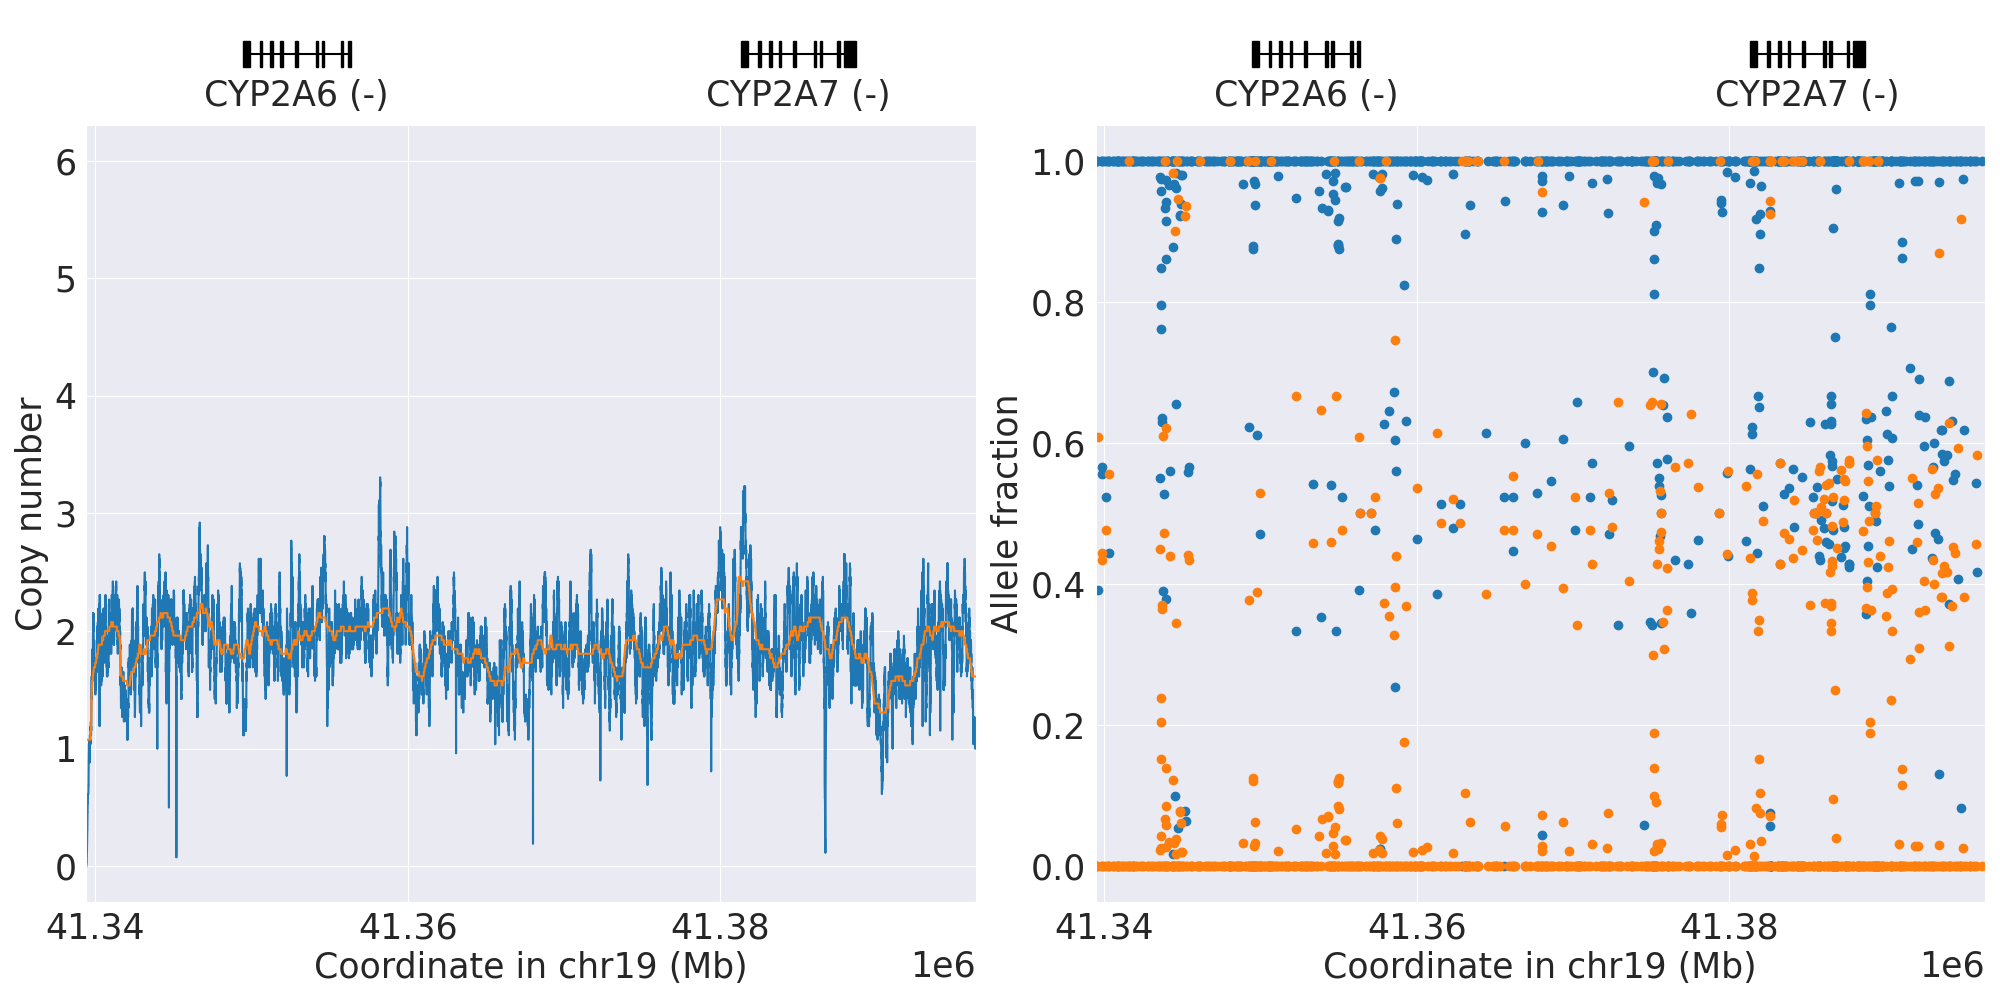 CYP2A6 (-)
CYP2A7 (-)
6
5
4
3
2
1
0
Copy number
41.34
41.36
41.38
Coordinate in chr19 (Mb)
1e6
CYP2A6 (-)
CYP2A7 (-)
1.0
0.8
0.6
0.4
0.2
0.0
Allele fraction
41.34
41.36
41.38
Coordinate in chr19 (Mb)
1e6